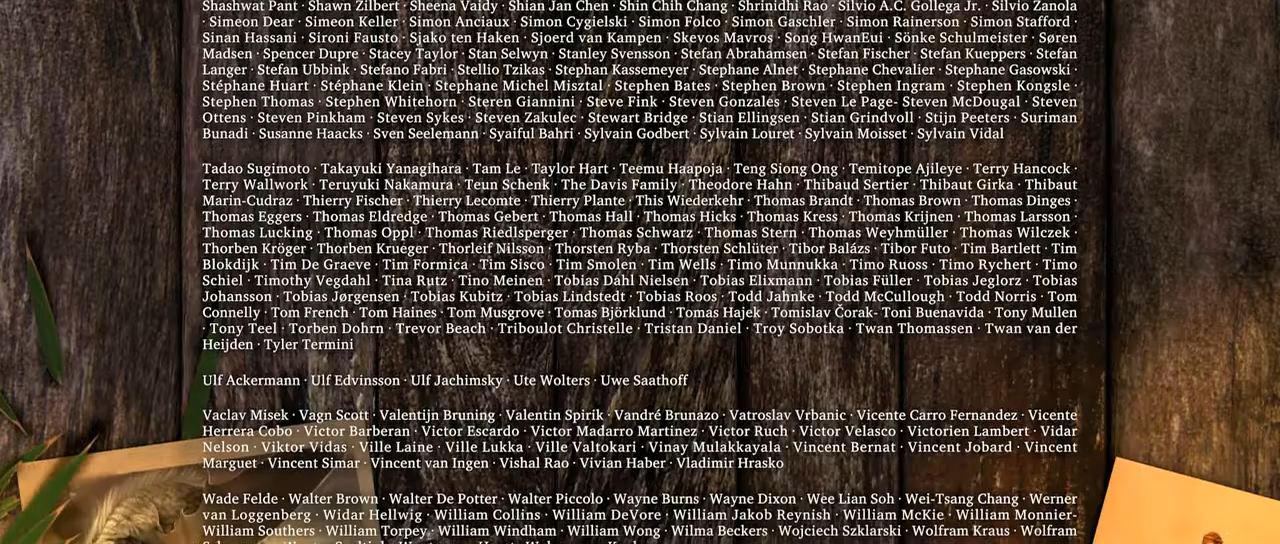 Shashwat Pant · Shawn Zilbert · Sheena Vaidy · Shian Jan Chen · Shin Chih Chang · Shrinidhi Rao · Silvio A.C. Gollega Jr. · Silvio Zanola
· Simeon Dear · Simeon Keller · Simon Anciaux · Simon Cygielski · Simon Folco · Simon Gaschler · Simon Rainerson · Simon Stafford ·
Sinan Hassani · Sironi Fausto · Sjako ten Haken · Sjoerd van Kampen · Skevos Mavros · Song HwanEui · Sönke Schulmeister · Søren
Madsen · Spencer Dupre · Stacey Taylor · Stan Selwyn · Stanley Svensson · Stefan Abrahamsen · Stefan Fischer · Stefan Kueppers · Stefan
Langer · Stefan Ubbink · Stefano Fabri · Stellio Tzikas · Stephan Kassemeyer · Stephane Alnet · Stephane Chevalier · Stephane Gasowski ·
Stéphane Huart · Stéphane Klein · Stephane Michel Misztal · Stephen Bates · Stephen Brown · Stephen Ingram · Stephen Kongsle ·
Stephen Thomas · Stephen Whitehorn · Steren Giannini · Steve Fink · Steven Gonzales · Steven Le Page- Steven McDougal · Steven
Ottens · Steven Pinkham · Steven Sykes · Steven Zakulec · Stewart Bridge · Stian Ellingsen · Stian Grindvoll · Stijn Peeters · Suriman
Bunadi · Susanne Haacks · Sven Seelemann · Syaiful Bahri · Sylvain Godbert · Sylvain Louret · Sylvain Moisset · Sylvain Vidal
Tadao Sugimoto · Takayuki Yanagihara · Tam Le · Taylor Hart · Teemu Haapoja · Teng Siong Ong · Temitope Ajileye · Terry Hancock ·
Terry Wallwork · Teruyuki Nakamura · Teun Schenk · The Davis Family · Theodore Hahn · Thibaud Sertier · Thibaut Girka · Thibaut
Marin-Cudraz · Thierry Fischer · Thierry Lecomte · Thierry Plante · This Wiederkehr · Thomas Brandt · Thomas Brown · Thomas Dinges ·
Thomas Eggers · Thomas Eldredge · Thomas Gebert · Thomas Hall · Thomas Hicks · Thomas Kress · Thomas Krijnen · Thomas Larsson ·
Thomas Lucking · Thomas Oppl · Thomas Riedlsperger · Thomas Schwarz · Thomas Stern · Thomas Weyhmüller · Thomas Wilczek ·
Thorben Kröger · Thorben Krueger · Thorleif Nilsson · Thorsten Ryba · Thorsten Schlüter · Tibor Balázs · Tibor Futo · Tim Bartlett · Tim
Blokdijk · Tim De Graeve · Tim Formica · Tim Sisco · Tim Smolen · Tim Wells · Timo Munnukka · Timo Ruoss · Timo Rychert · Timo
Schiel · Timothy Vegdahl · Tina Rutz · Tino Meinen · Tobias Dáhl Nielsen · Tobias Elixmann · Tobias Füller · Tobias Jeglorz · Tobias
Johansson · Tobias Jørgensen · Tobias Kubitz · Tobias Lindstedt · Tobias Roos · Todd Jahnke · Todd McCullough · Todd Norris · Tom
Connelly · Tom French · Tom Haines · Tom Musgrove · Tomas Björklund · Tomas Hajek · Tomislav Čorak- Toni Buenavida · Tony Mullen
· Tony Teel · Torben Dohrn · Trevor Beach · Triboulot Christelle · Tristan Daniel · Troy Sobotka · Twan Thomassen · Twan van der
Heijden · Tyler Termini
Ulf Ackermann · Ulf Edvinsson · Ulf Jachimsky · Ute Wolters · Uwe Saathoff
Vaclav Misek · Vagn Scott · Valentijn Bruning · Valentin Spirik · Vandré Brunazo · Vatroslav Vrbanic · Vicente Carro Fernandez · Vicente
Herrera Cobo · Victor Barberan · Victor Escardo · Victor Madarro Martinez · Victor Ruch · Victor Velasco · Victorien Lambert · Vidar
Nelson · Viktor Vidas · Ville Laine · Ville Lukka · Ville Valtokari · Vinay Mulakkayala · Vincent Bernat · Vincent Jobard · Vincent
Marguet · Vincent Simar · Vincent van Ingen · Vishal Rao · Vivian Haber · Vladimir Hrasko
Wade Felde · Walter Brown · Walter De Potter · Walter Piccolo · Wayne Burns · Wayne Dixon · Wee Lian Soh · Wei-Tsang Chang · Werner
van Loggenberg · Widar Hellwig · William Collins · William DeVore · William Jakob Reynish · William McKie · William Monnier-
William Southers · William Torpey · William Windham · William Wong · Wilma Beckers · Wojciech Szklarski · Wolfram Kraus · Wolfram